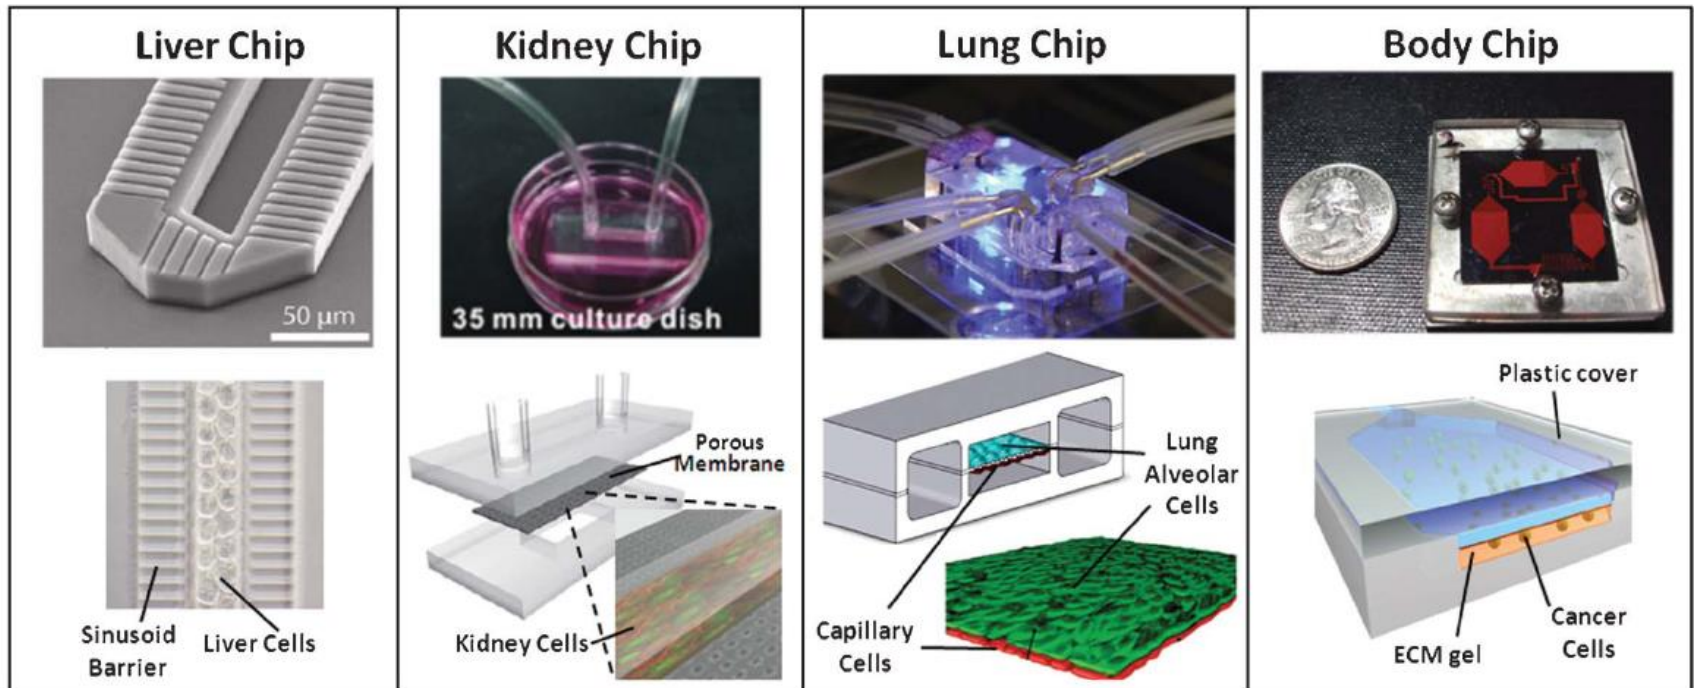 Liver Chip
50 µm
Sinusoid
Barrier
Liver Cells
Kidney Chip
35 mm culture dish
Porous
Membrane
Kidney Cells
Lung Chip
Lung
Alveolar
Cells
Capillary
Cells
Body Chip
Plastic cover
ECM gel
Cancer
Cells